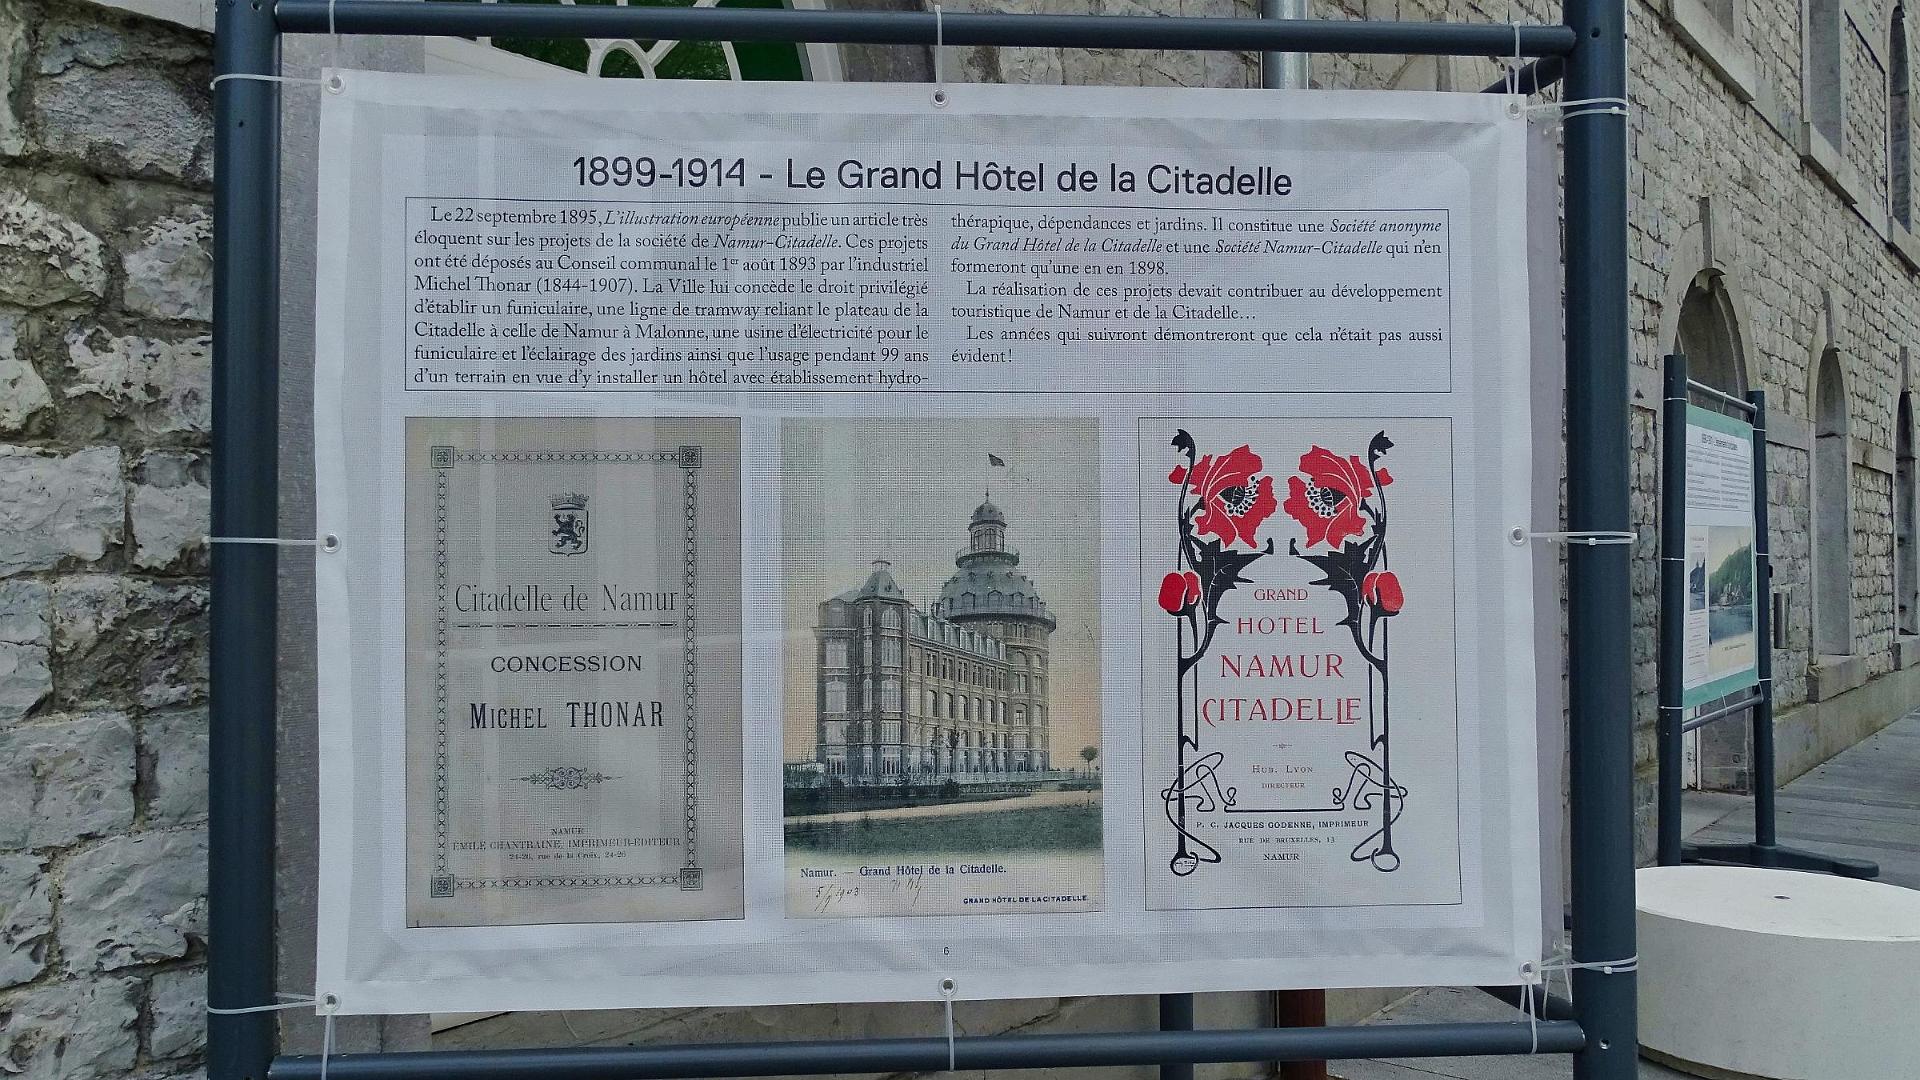 1899-1914 - Le Grand Hôtel de la Citadelle
Le 22 septembre 1895, L'illustration européenne publie un article très
éloquent sur les projets de la société de Namur-Citadelle. Ces projets
ont été déposés au Conseil communal le 1er août 1893 par l'industriel
Michel Thonar (1844-1907). La Ville lui concède le droit privilégié
d'établir un funiculaire, une ligne de tramway reliant le plateau de la
Citadelle à celle de Namur à Malonne, une usine d'électricité pour le
funiculaire et l'éclairage des jardins ainsi que l'usage pendant 99 ans
d'un terrain en vue d'y installer un hôtel avec établissement hydro-
thérapique, dépendances et jardins. Il constitue une Société anonyme
du Grand Hôtel de la Citadelle et une Société Namur-Citadelle qui n'en
formeront qu'une en en 1898.
La réalisation de ces projets devait contribuer au développement
touristique de Namur et de la Citadelle…
Les années qui suivront démontreront que cela n'était pas aussi
évident!
Citadelle de Namur
CONCESSION
MICHEL THONAR
NAMUR
EMILE CHANTRAINE, IMPRIMEUR-EDITEUR
24-26, rue de la Croix, 24-26
Namur. — Grand Hôtel de la Citadelle.
GRAND HÔTEL DE LA CITADELLE.
GRAND
HOTEL
NAMUR
CITADELLE
HUB. LYON
DIRECTEUR
P. C. JACQUES GODENNE, IMPRIMEUR
RUE DE BRUXELLES, 13
NAMUR
6